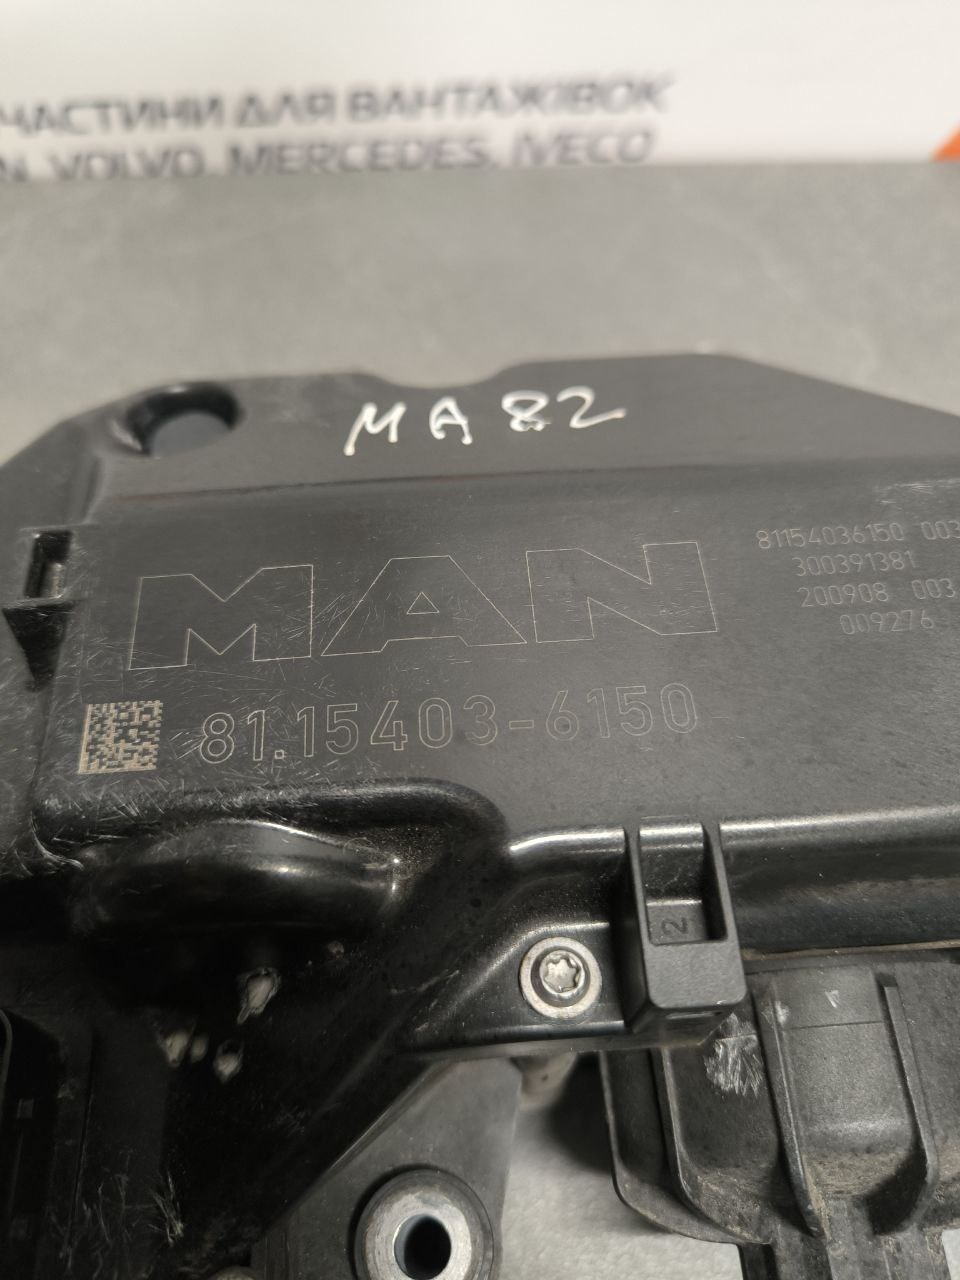 ЧАСТИНИ ДЛЯ ВАНТАЖІВОК
N, VOLVO, MERCEDES, IVECO
MA 82
MAN
81154036150 003
300391381
200908 003
009276
81.15403-6150
2